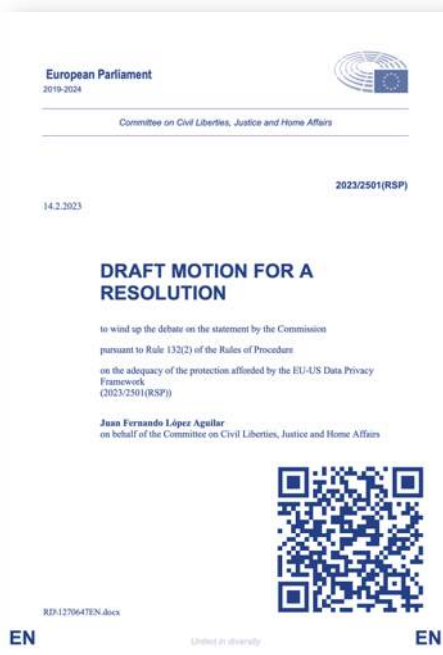 European Parliament
2019-2024
Committee on Civil Liberties, Justice and Home Affairs
2023/2501(RSP)
14.2.2023
DRAFT MOTION FOR A
RESOLUTION
to wind up the debate on the statement by the Commission
pursuant to Rule 132(2) of the Rules of Procedure
on the adequacy of the protection afforded by the EU-US Data Privacy
Framework
(2023/2501(RSP))
Juan Fernando López Aguilar
on behalf of the Committee on Civil Liberties, Justice and Home Affairs
RD\1270647EN.docx
EN
United in diversity
EN